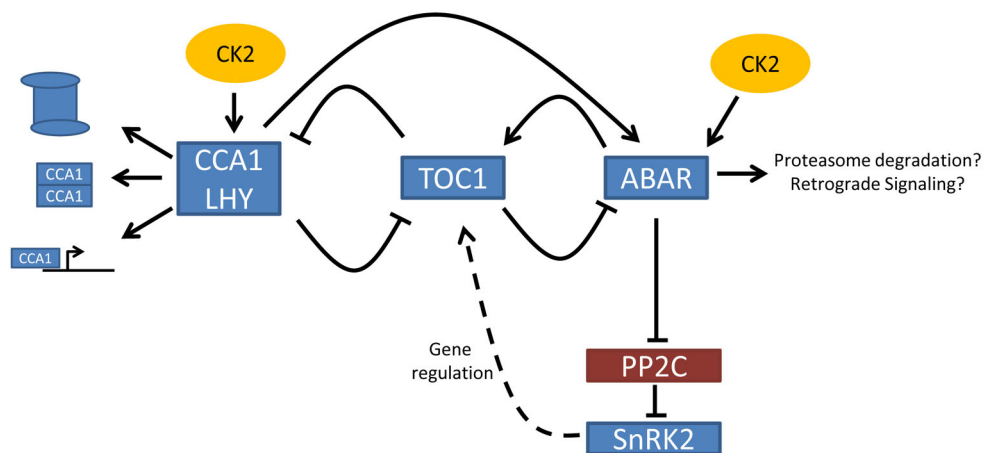 CK2
CK2
CCA1
LHY
CCA1
CCA1
CCA1
TOC1
ABAR
Proteasome degradation?
Retrograde Signaling?
Gene
regulation
PP2C
SnRK2